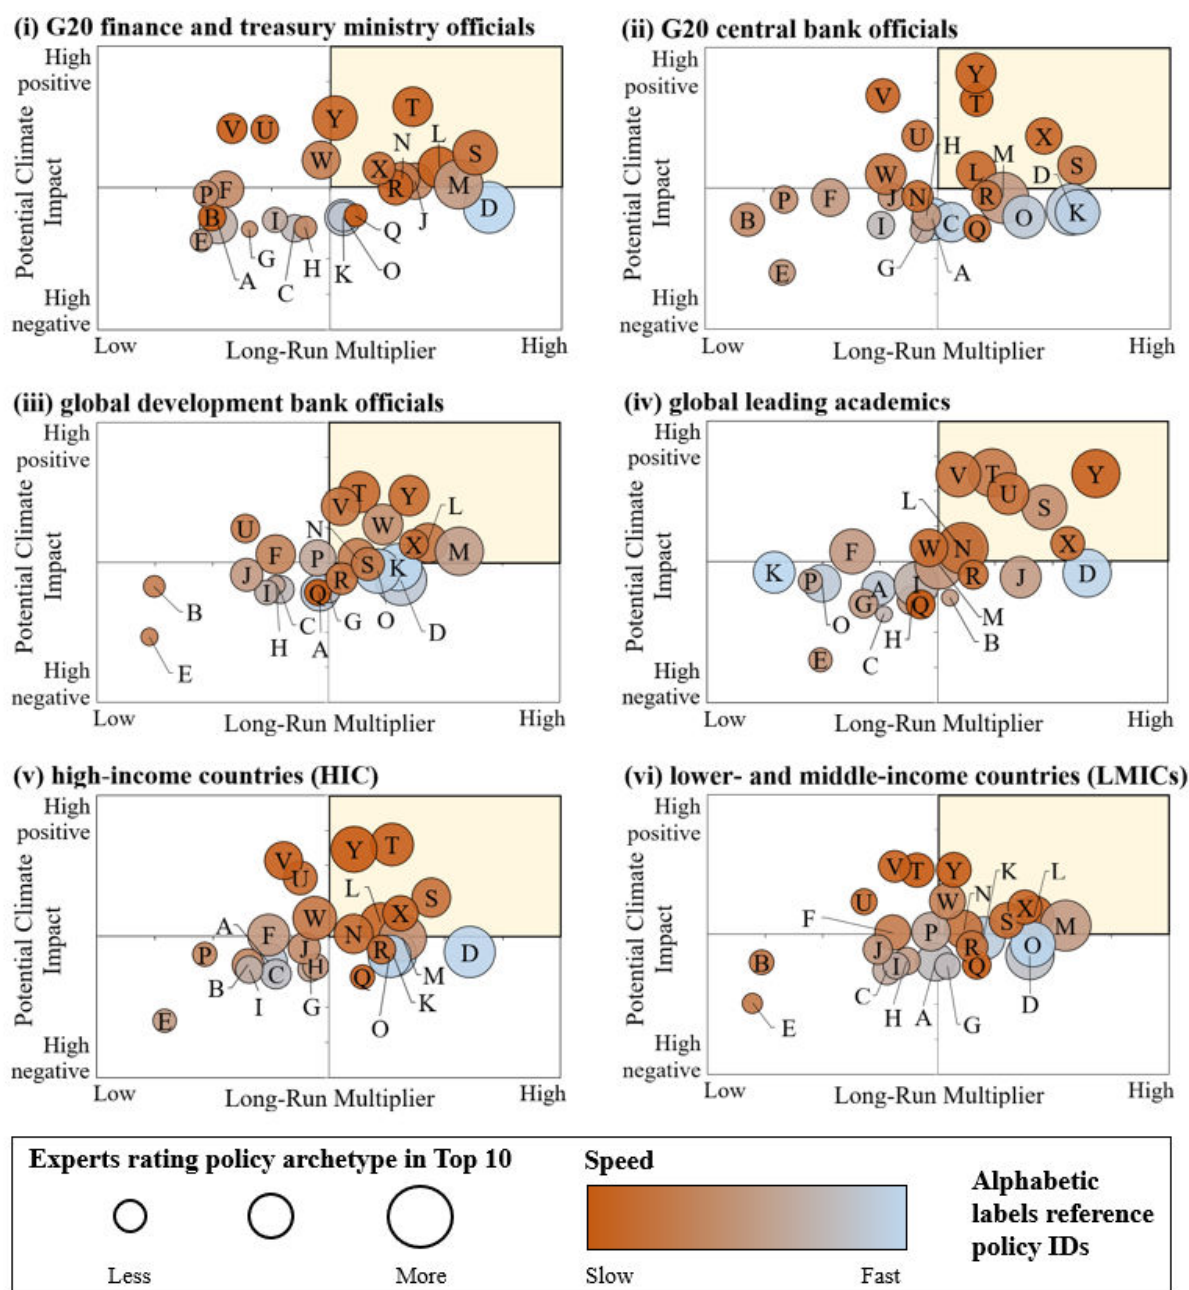 (i) G20 finance and treasury ministry officials
High
positive
Potential Climate
Impact
High
negative
Low
Long-Run Multiplier
High
V
U
Y
T
N
L
W
X
S
R
M
P
F
J
D
B
I
Q
E
G
H
A
C
K
O
(ii) G20 central bank officials
High
positive
Potential Climate
Impact
High
negative
Low
Long-Run Multiplier
High
Y
V
T
U
X
H
M
W
L
S
D
P
F
J
N
R
B
I
C
O
K
Q
E
G
A
(iii) global development bank officials
High
positive
Potential Climate
Impact
High
negative
Low
Long-Run Multiplier
High
T
Y
V
L
U
N
W
X
F
P
M
S
J
K
R
B
I
Q
C
G
O
H
A
D
E
(iv) global leading academics
High
positive
Potential Climate
Impact
High
negative
Low
Long-Run Multiplier
High
V
T
Y
U
L
S
F
W
N
X
K
P
R
J
D
A
I
G
Q
O
H
M
C
B
E
(v) high-income countries (HIC)
High
positive
Potential Climate
Impact
High
negative
Low
Long-Run Multiplier
High
Y
T
V
U
L
S
W
X
A
F
N
P
J
R
D
H
C
Q
M
B
I
G
K
O
E
(vi) lower- and middle-income countries (LMICs)
High
positive
Potential Climate
Impact
High
negative
Low
Long-Run Multiplier
High
V
T
Y
K
L
U
W
N
F
X
S
M
P
J
R
O
B
I
Q
C
H
A
G
D
E
Experts rating policy archetype in Top 10
Less
More
Speed
Slow
Fast
Alphabetic
labels reference
policy IDs